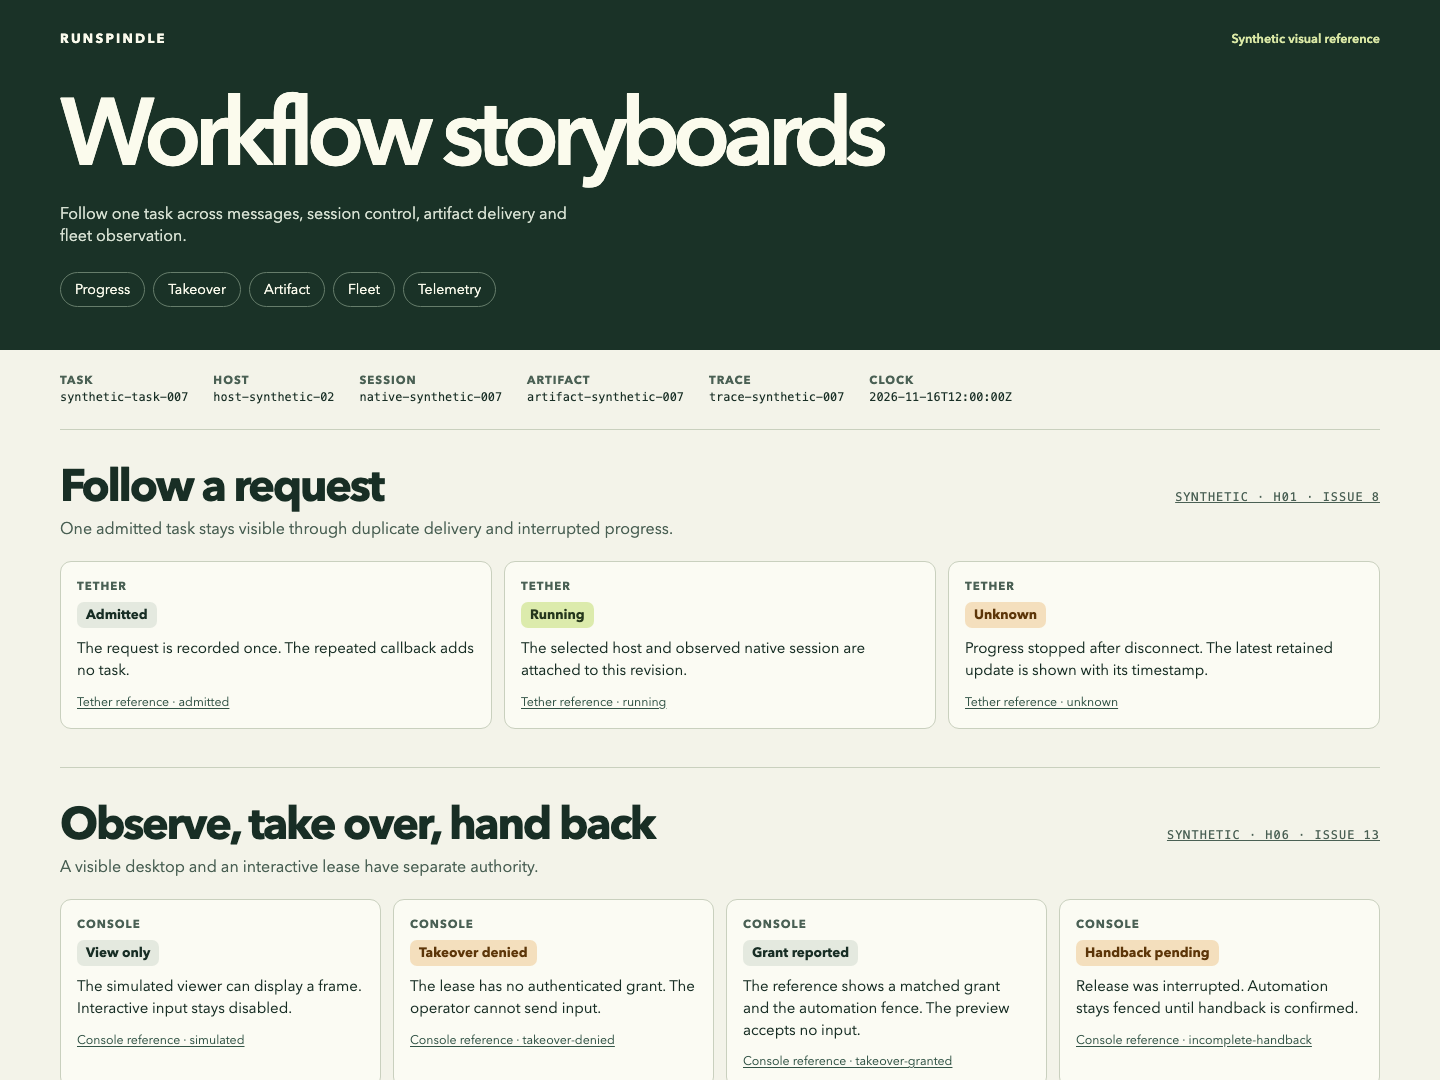 RUNSPINDLE
Synthetic visual reference
Workflow storyboards
Follow one task across messages, session control, artifact delivery and
fleet observation.
Progress
Takeover
Artifact
Fleet
Telemetry
TASK
synthetic-task-007
HOST
host-synthetic-02
SESSION
native-synthetic-007
ARTIFACT
artifact-synthetic-007
TRACE
trace-synthetic-007
CLOCK
2026-11-16T12:00:00Z
Follow a request
SYNTHETIC · H01 · ISSUE 8
One admitted task stays visible through duplicate delivery and interrupted progress.
TETHER
Admitted
The request is recorded once. The repeated callback adds
no task.
Tether reference · admitted
TETHER
Running
The selected host and observed native session are
attached to this revision.
Tether reference · running
TETHER
Unknown
Progress stopped after disconnect. The latest retained
update is shown with its timestamp.
Tether reference · unknown
Observe, take over, hand back
SYNTHETIC · H06 · ISSUE 13
A visible desktop and an interactive lease have separate authority.
CONSOLE
View only
The simulated viewer can display a frame.
Interactive input stays disabled.
Console reference · simulated
CONSOLE
Takeover denied
The lease has no authenticated grant. The
operator cannot send input.
Console reference · takeover-denied
CONSOLE
Grant reported
The reference shows a matched grant
and the automation fence. The preview
accepts no input.
Console reference · takeover-granted
CONSOLE
Handback pending
Release was interrupted. Automation
stays fenced until handback is confirmed.
Console reference · incomplete-handback